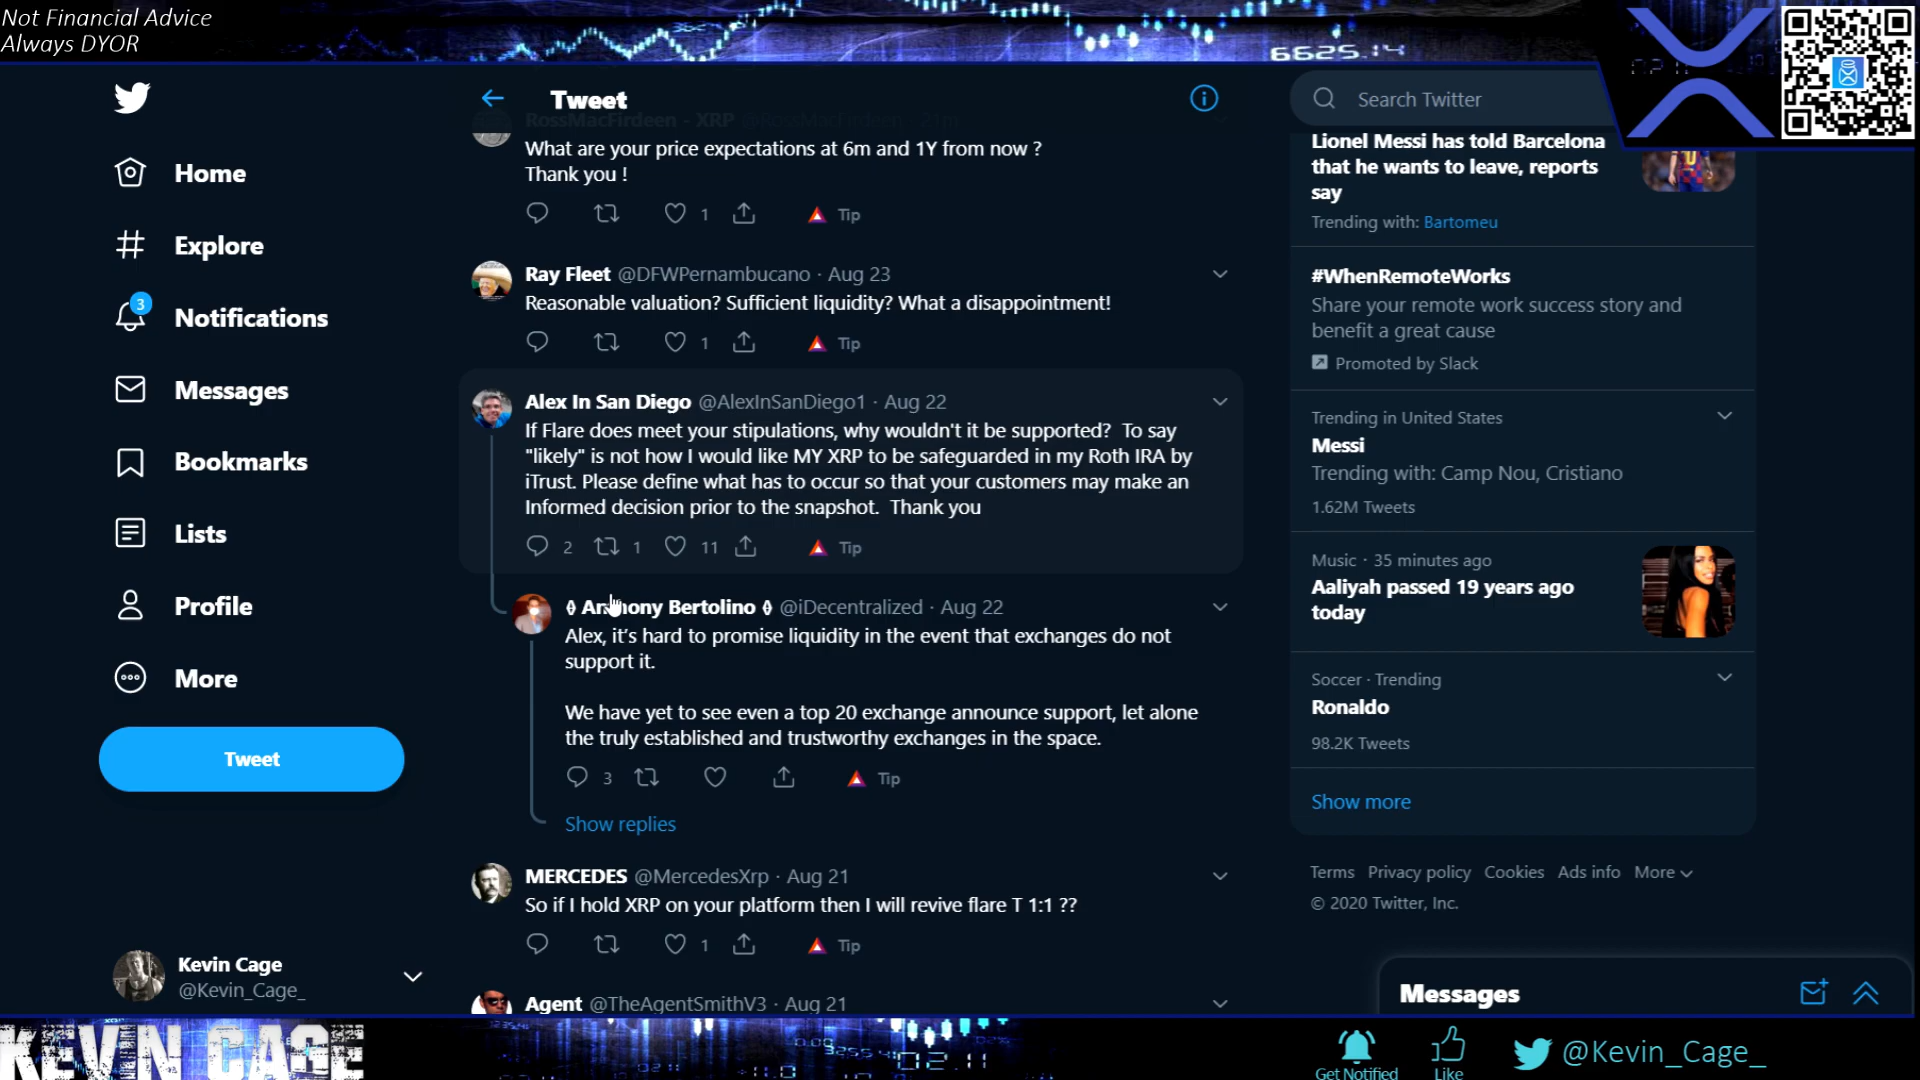 Not Financial Advice
Always DYOR
6625.14
Tweet
Search Twitter
RossMacFirdeen - XRP
What are your price expectations at 6m and 1Y from now ?
Thank you !
1
Tip
Home
Explore
3
Notifications
Messages
Bookmarks
Lists
Profile
More
Tweet
Kevin Cage
@Kevin_Cage_
Ray Fleet @DFWPernambucano · Aug 23
Reasonable valuation? Sufficient liquidity? What a disappointment!
1
Tip
Alex In San Diego @AlexInSanDiego1 · Aug 22
If Flare does meet your stipulations, why wouldn't it be supported? To say
"likely" is not how I would like MY XRP to be safeguarded in my Roth IRA by
iTrust. Please define what has to occur so that your customers may make an
Informed decision prior to the snapshot. Thank you
2 1 11 Tip
Anthony Bertolino @iDecentralized · Aug 22
Alex, it's hard to promise liquidity in the event that exchanges do not
support it.
We have yet to see even a top 20 exchange announce support, let alone
the truly established and trustworthy exchanges in the space.
3 Tip
Show replies
MERCEDES @MercedesXrp · Aug 21
So if I hold XRP on your platform then I will revive flare T 1:1 ??
1 Tip
Agent @TheAgentSmithV3 · Aug 21
Lionel Messi has told Barcelona
that he wants to leave, reports
say
Trending with: Bartomeu
#WhenRemoteWorks
Share your remote work success story and
benefit a great cause
Promoted by Slack
Trending in United States
Messi
Trending with: Camp Nou, Cristiano
1.62M Tweets
Music · 35 minutes ago
Aaliyah passed 19 years ago
today
Soccer · Trending
Ronaldo
98.2K Tweets
Show more
Terms Privacy policy Cookies Ads info More
© 2020 Twitter, Inc.
Messages
KEVIN CAGE
02.11
Get Notified
Like
@Kevin_Cage_